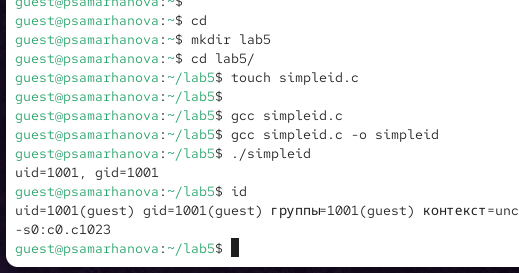 guest@psamarhanova:~$
guest@psamarhanova:~$ cd
guest@psamarhanova:~$ mkdir lab5
guest@psamarhanova:~$ cd lab5/
guest@psamarhanova:~/lab5$ touch simpleid.c
guest@psamarhanova:~/lab5$
guest@psamarhanova:~/lab5$ gcc simpleid.c
guest@psamarhanova:~/lab5$ gcc simpleid.c -o simpleid
guest@psamarhanova:~/lab5$ ./simpleid
uid=1001, gid=1001
guest@psamarhanova:~/lab5$ id
uid=1001(guest) gid=1001(guest) группы=1001(guest) контекст=unc
-s0:c0.c1023
guest@psamarhanova:~/lab5$